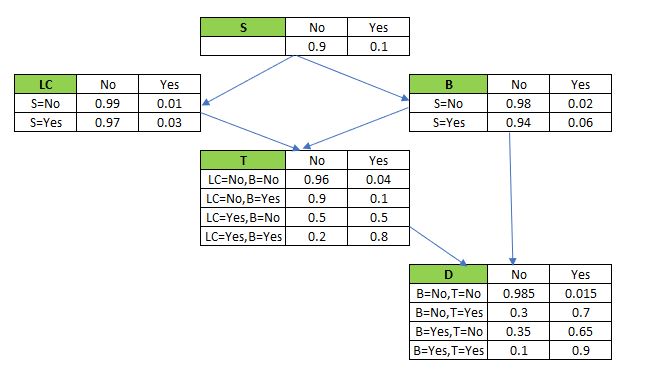 S No Yes
0.9 0.1
LC No Yes
S=No 0.99 0.01
S=Yes 0.97 0.03
B No Yes
S=No 0.98 0.02
S=Yes 0.94 0.06
T No Yes
LC=No,B=No 0.96 0.04
LC=No,B=Yes 0.9 0.1
LC=Yes,B=No 0.5 0.5
LC=Yes,B=Yes 0.2 0.8
D No Yes
B=No,T=No 0.985 0.015
B=No,T=Yes 0.3 0.7
B=Yes,T=No 0.35 0.65
B=Yes,T=Yes 0.1 0.9